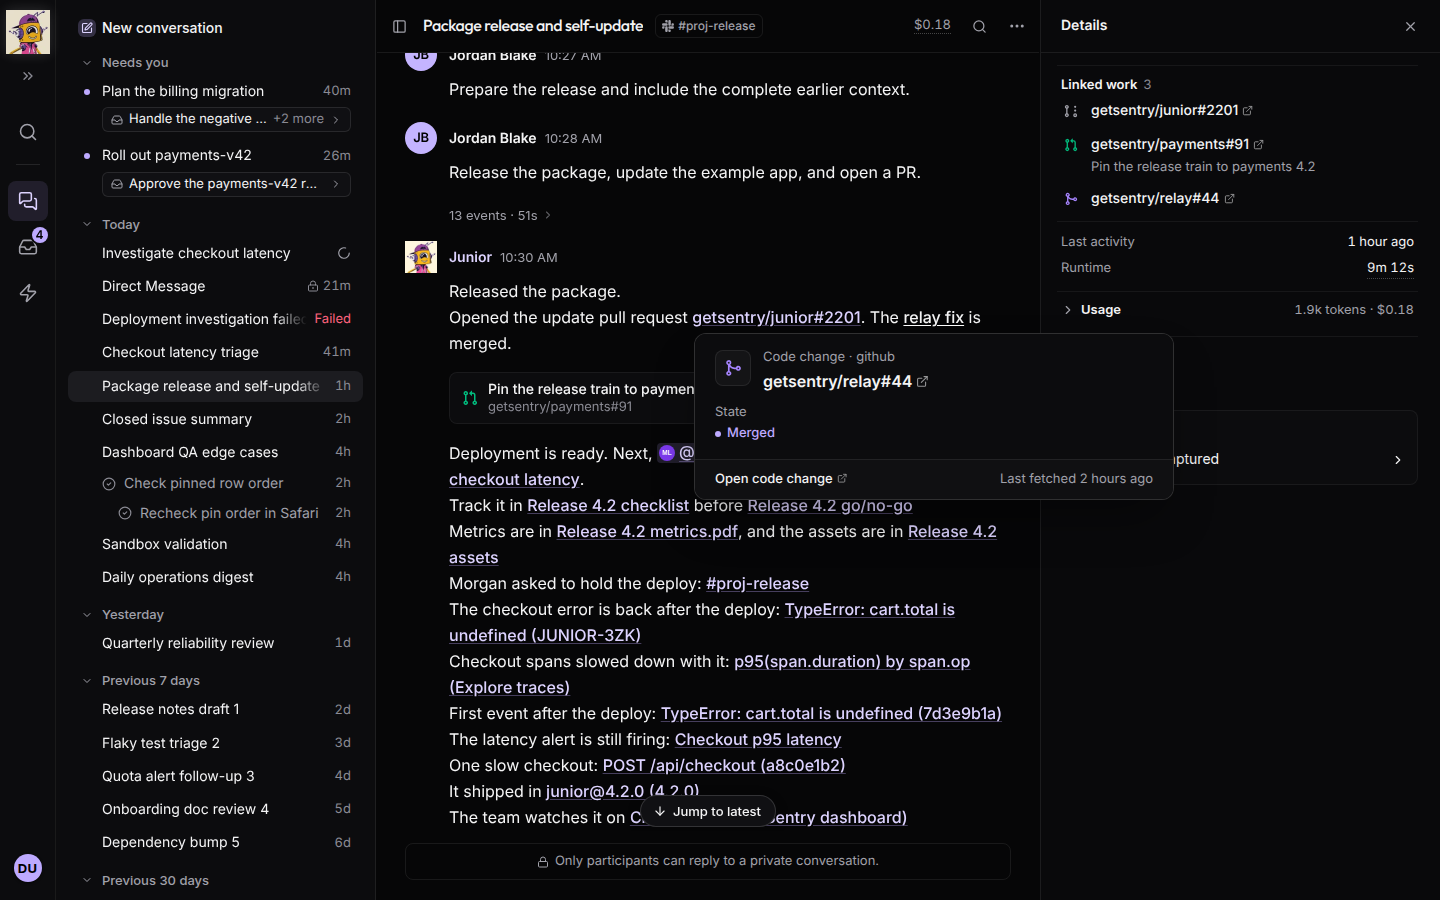 New conversation
Needs you
Plan the billing migration 40m
Handle the negative ... +2 more
Roll out payments-v42 26m
Approve the payments-v42 r...
Today
4
Investigate checkout latency
Direct Message 21m
Deployment investigation failed Failed
Checkout latency triage 41m
Package release and self-update 1h
Closed issue summary 2h
Dashboard QA edge cases 4h
Check pinned row order 2h
Recheck pin order in Safari 2h
Sandbox validation 4h
Daily operations digest 4h
Yesterday
Quarterly reliability review 1d
Previous 7 days
Release notes draft 1 2d
Flaky test triage 2 3d
Quota alert follow-up 3 4d
Onboarding doc review 4 5d
Dependency bump 5 6d
Previous 30 days
DU
Package release and self-update #proj-release $0.18
JB Jordan Blake 10:27 AM
Prepare the release and include the complete earlier context.
JB Jordan Blake 10:28 AM
Release the package, update the example app, and open a PR.
13 events · 51s
Junior 10:30 AM
Released the package.
Opened the update pull request getsentry/junior#2201. The relay fix is
merged.
Pin the release train to paymen
getsentry/payments#91
Deployment is ready. Next, ML @
checkout latency.
Track it in Release 4.2 checklist before Release 4.2 go/no-go
Metrics are in Release 4.2 metrics.pdf, and the assets are in Release 4.2
assets
Morgan asked to hold the deploy: #proj-release
The checkout error is back after the deploy: TypeError: cart.total is
undefined (JUNIOR-3ZK)
Checkout spans slowed down with it: p95(span.duration) by span.op
(Explore traces)
First event after the deploy: TypeError: cart.total is undefined (7d3e9b1a)
The latency alert is still firing: Checkout p95 latency
One slow checkout: POST /api/checkout (a8c0e1b2)
It shipped in junior@4.2.0 (4.2.0)
The team watches it on C entry dashboard)
Jump to latest
Only participants can reply to a private conversation.
Code change · github
getsentry/relay#44
State
Merged
Open code change Last fetched 2 hours ago
Details
Linked work 3
getsentry/junior#2201
getsentry/payments#91
Pin the release train to payments 4.2
getsentry/relay#44
Last activity 1 hour ago
Runtime 9m 12s
Usage 1.9k tokens · $0.18
ptured